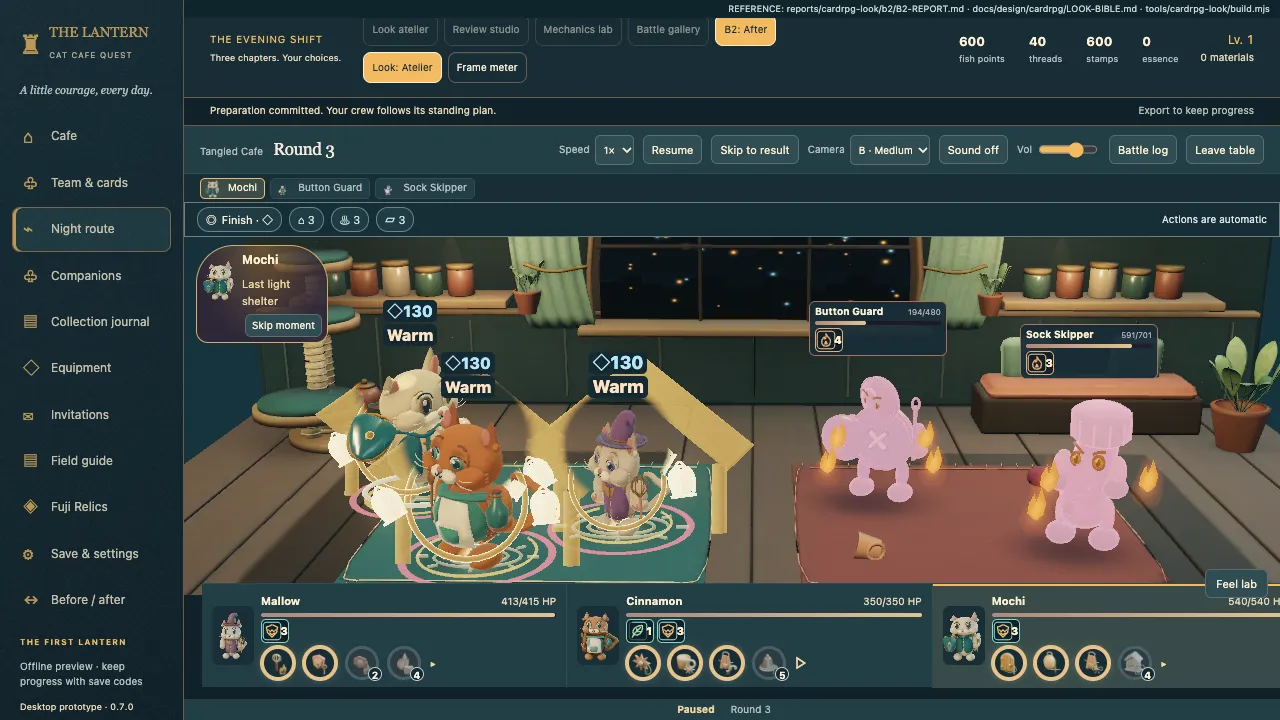 REFERENCE: reports/cardrpg-look/b2/B2-REPORT.md · docs/design/cardrpg/LOOK-BIBLE.md · tools/cardrpg-look/build.mjs
THE LANTERN
CAT CAFE QUEST
A little courage, every day.
Cafe
Team & cards
Night route
Companions
Collection journal
Equipment
Invitations
Field guide
Fuji Relics
Save & settings
Before / after
THE FIRST LANTERN
Offline preview · keep
progress with save codes
Desktop prototype · 0.7.0
THE EVENING SHIFT
Three chapters. Your choices.
Look atelier
Review studio
Mechanics lab
Battle gallery
B2: After
Look: Atelier
Frame meter
600
fish points
40
threads
600
stamps
0
essence
Lv. 1
0 materials
Preparation committed. Your crew follows its standing plan.
Export to keep progress
Tangled Cafe
Round 3
Speed
1×
Resume
Skip to result
Camera
B · Medium
Sound off
Vol
Battle log
Leave table
Mochi
Button Guard
Sock Skipper
Finish ·
3
3
3
Actions are automatic
Mochi
Last light
shelter
Skip moment
130
Warm
130
Warm
130
Warm
Button Guard
194/480
4
Sock Skipper
591/701
3
Feel lab
Mallow
413/415 HP
3
2
4
Cinnamon
350/350 HP
1
3
5
Mochi
540/540 H
3
4
Paused
Round 3